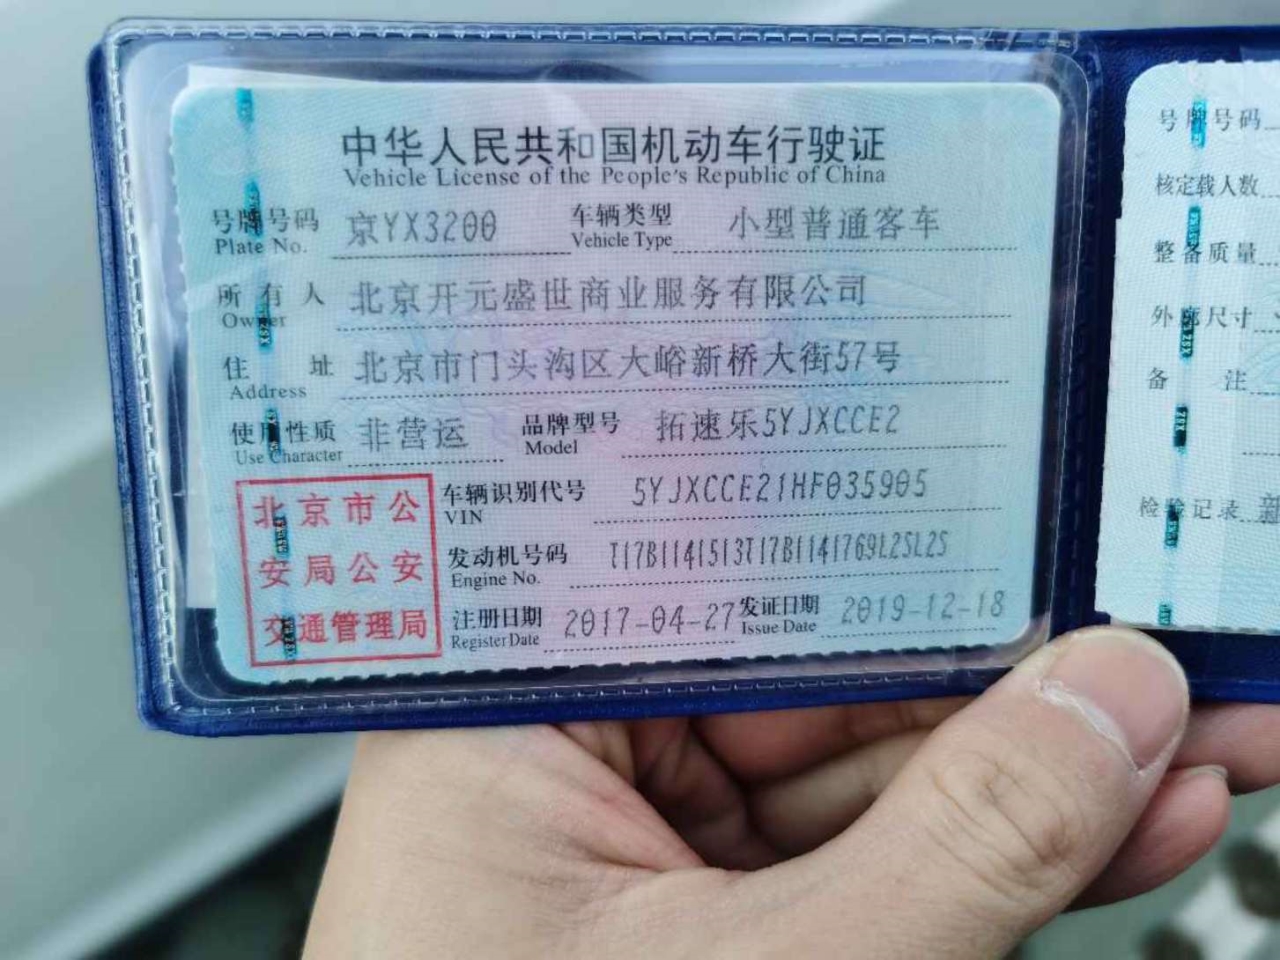 中华人民共和国机动车行驶证
Vehicle License of the People's Republic of China
号牌号码 京YX3200 车辆类型 小型普通客车
Plate No. Vehicle Type
所有人 北京开元盛世商业服务有限公司
Owner
住址 北京市门头沟区大峪新桥大街57号
Address
使用性质 非营运 品牌型号 拓速乐5YJXCCE2
Use Character Model
车辆识别代号 5YJXCCE21HF035905
VIN
发动机号码 T17B1141513T17B1141769L2SL2S
Engine No.
注册日期 2017-04-27 发证日期 2019-12-18
Register Date Issue Date
北京市公
安局公安
交通管理局
号牌号码
核定载人数
整备质量
外廓尺寸
备注
检验记录